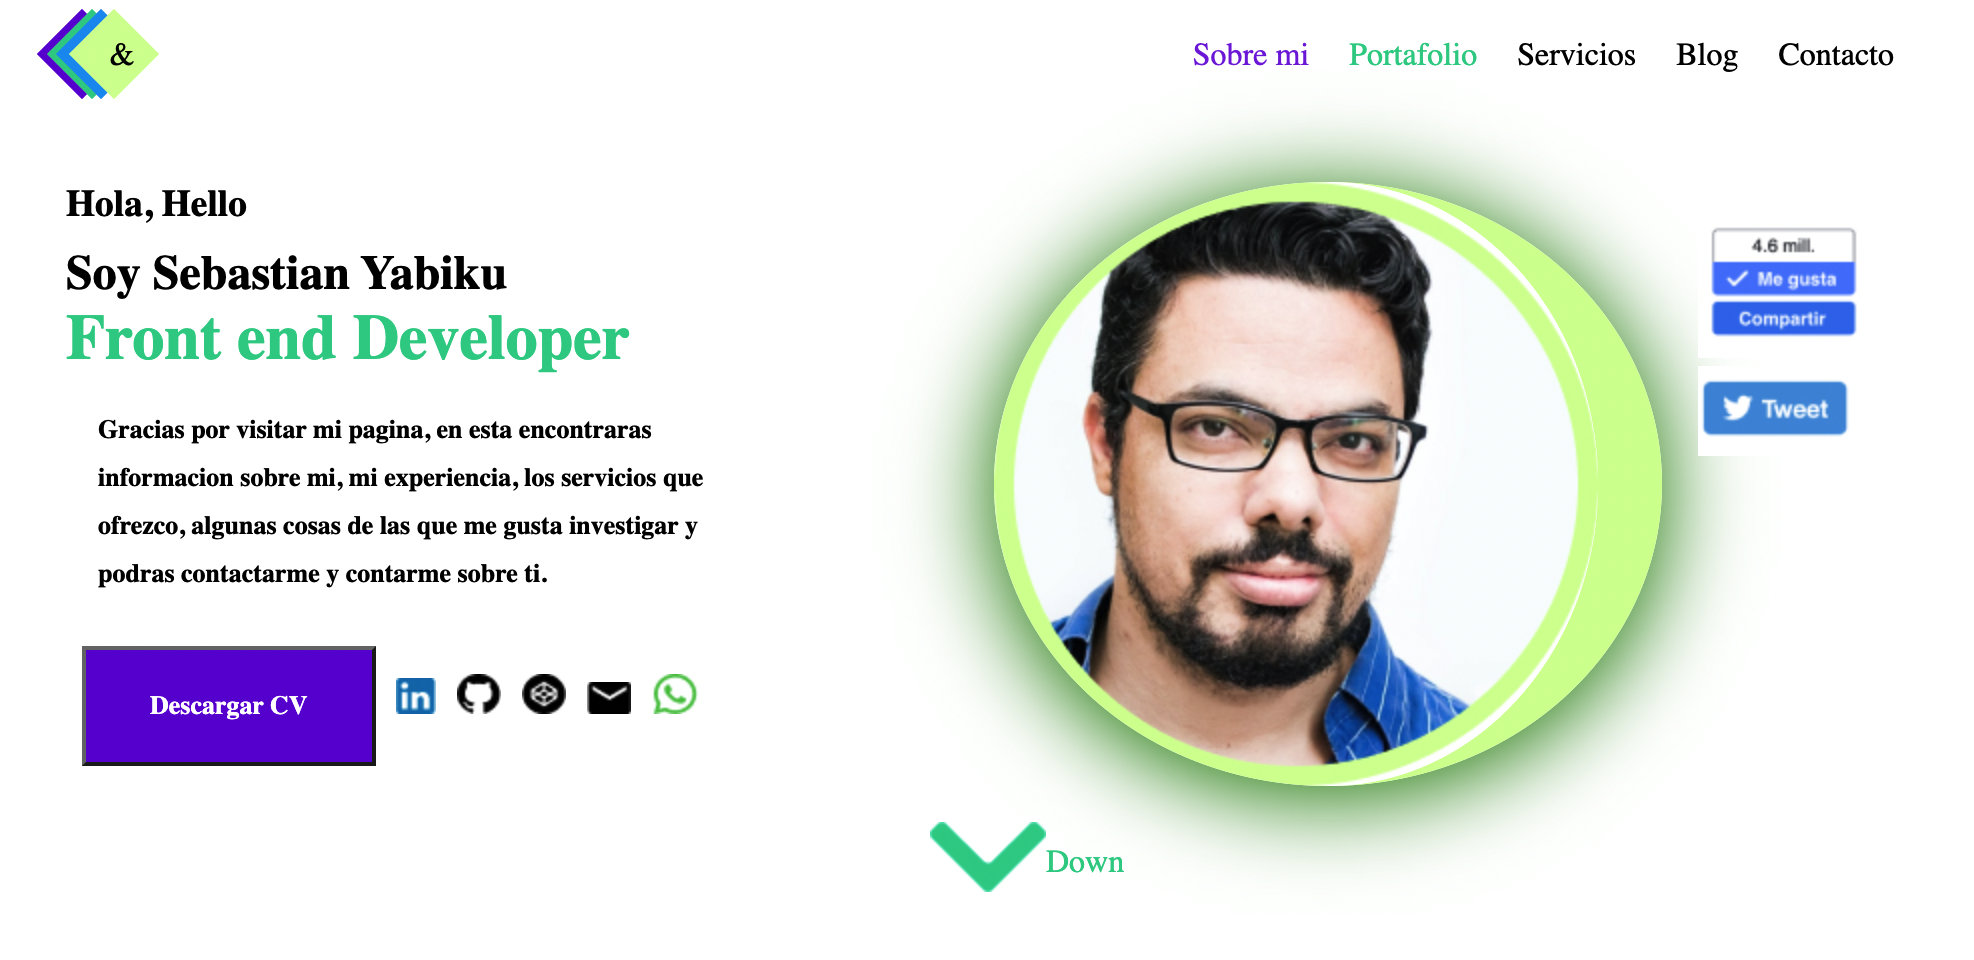 &
Sobre mi
Portafolio
Servicios
Blog
Contacto
Hola, Hello
Soy Sebastian Yabiku
Front end Developer
Gracias por visitar mi pagina, en esta encontraras
informacion sobre mi, mi experiencia, los servicios que
ofrezco, algunas cosas de las que me gusta investigar y
podras contactarme y contarme sobre ti.
Descargar CV
in
4.6 mill.
Me gusta
Compartir
Tweet
Down